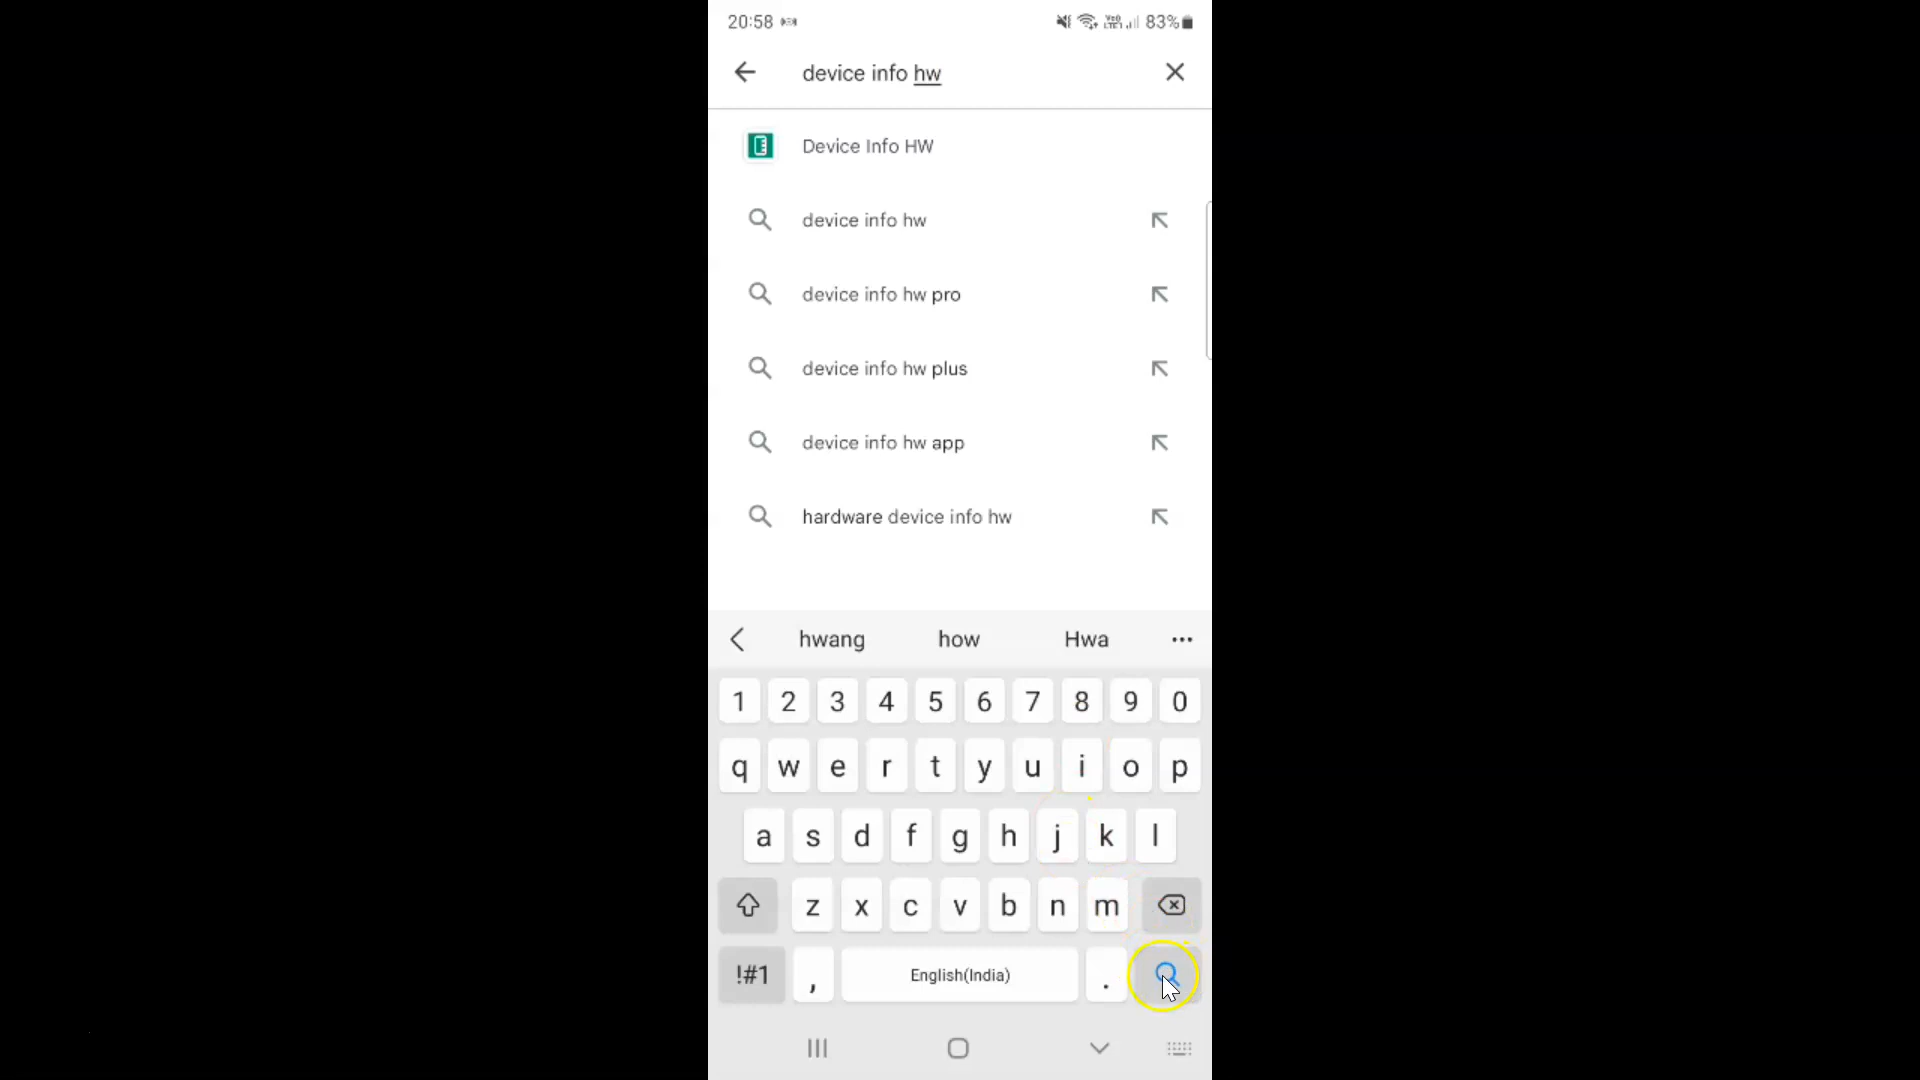 20:58 83%
device info hw
Device Info HW
device info hw
device info hw pro
device info hw plus
device info hw app
hardware device info hw
hwang how Hwa ...
1 2 3 4 5 6 7 8 9 0
q w e r t y u i o p
a s d f g h j k l
z x c v b n m
!#1 , English(India) .